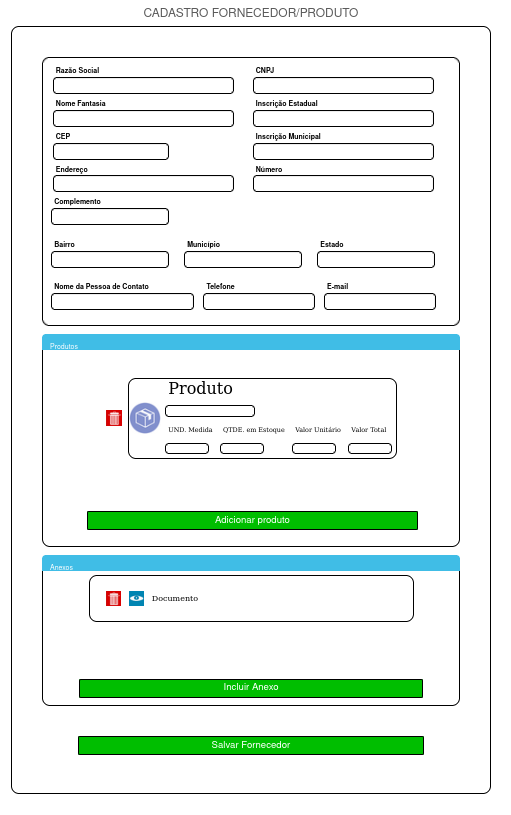 CADASTRO FORNECEDOR/PRODUTO
Razão Social CNPJ
Nome Fantasia Inscrição Estadual
CEP Inscrição Municipal
Endereço Número
Complemento
Bairro Município Estado
Nome da Pessoa de Contato Telefone E-mail
Produtos
Produto
UND. Medida QTDE. em Estoque Valor Unitário Valor Total
Adicionar produto
Anexos
Documento
Incluir Anexo
Salvar Fornecedor